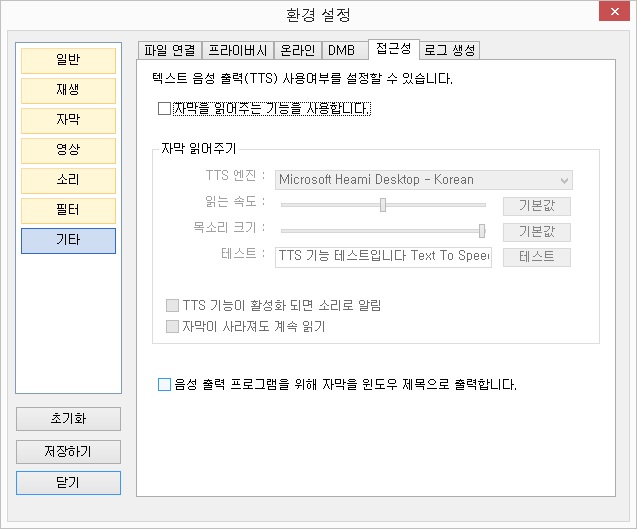 환경 설정
일반
재생
자막
영상
소리
필터
기타
초기화
저장하기
닫기
파일 연결 프라이버시 온라인 DMB 접근성 로그 생성
텍스트 음성 출력(TTS) 사용여부를 설정할 수 있습니다.
자막을 읽어주는 기능을 사용합니다.
자막 읽어주기
TTS 엔진 : Microsoft Heami Desktop - Korean
읽는 속도 : 기본값
목소리 크기 : 기본값
테스트 : TTS 기능 테스트입니다 Text To Speec 테스트
TTS 기능이 활성화 되면 소리로 알림
자막이 사라져도 계속 읽기
음성 출력 프로그램을 위해 자막을 윈도우 제목으로 출력합니다.